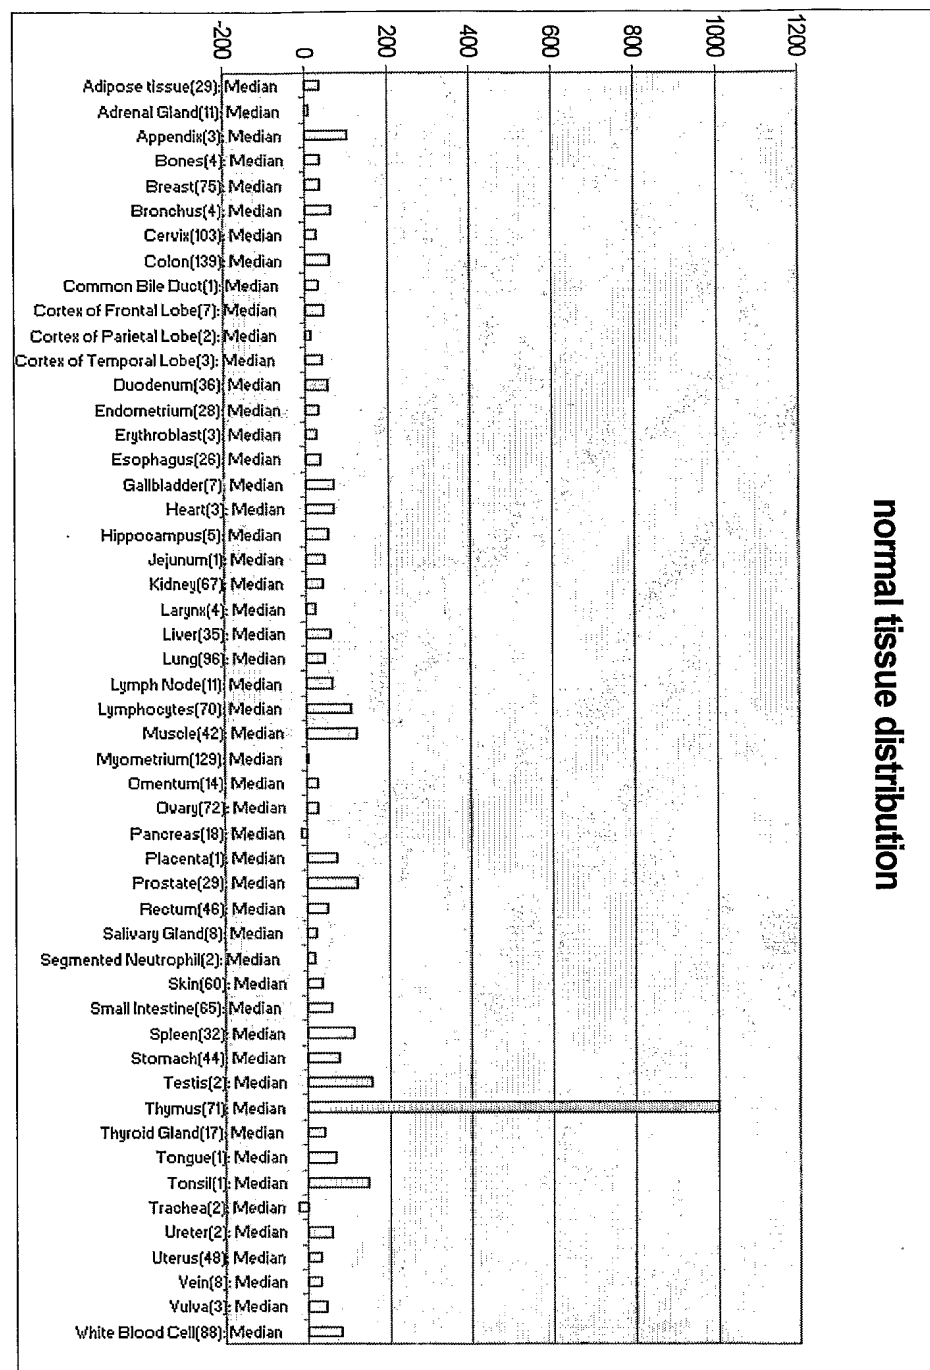 -200
0
200
400
600
800
1000
1200
Adipose tissue(29): Median
Adrenal Gland(11): Median
Appendix(3): Median
Bones(4): Median
Breast(75): Median
Bronchus(4): Median
Cervix(103): Median
Colon(139): Median
Common Bile Duct(1): Median
Cortex of Frontal Lobe(7): Median
Cortex of Parietal Lobe(2): Median
Cortex of Temporal Lobe(3): Median
Duodenum(36): Median
Endometrium(28): Median
Erythroblast(3): Median
Esophagus(26): Median
Gallbladder(7): Median
Heart(3): Median
Hippocampus(5): Median
Jejunum(1): Median
Kidney(67): Median
Larynx(4): Median
Liver(35): Median
Lung(96): Median
Lymph Node(11): Median
Lymphocytes(70): Median
Muscle(42): Median
Myometrium(129): Median
Omentum(14): Median
Ovary(72): Median
Pancreas(18): Median
Placenta(1): Median
Prostate(29): Median
Rectum(46): Median
Salivary Gland(8): Median
Segmented Neutrophil(2): Median
Skin(60): Median
Small Intestine(65): Median
Spleen(32): Median
Stomach(44): Median
Testis(2): Median
Thymus(71): Median
Thyroid Gland(17): Median
Tongue(1): Median
Tonsil(1): Median
Trachea(2): Median
Ureter(2): Median
Uterus(48): Median
Vein(8): Median
Vulva(3): Median
White Blood Cell(88): Median
normal tissue distribution